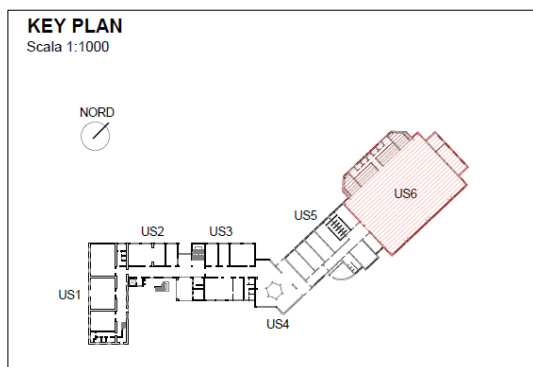 KEY PLAN
Scala 1:1000
NORD
US6
US5
US2
US3
US1
US4